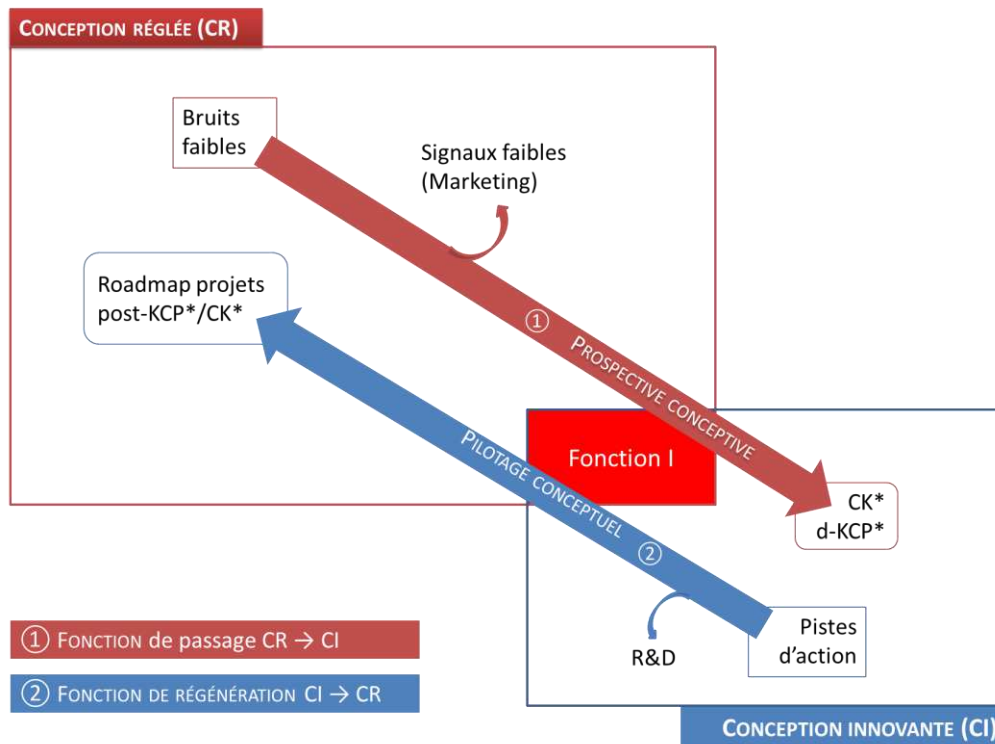 CONCEPTION RÉGLÉE (CR)
Bruits
faibles
Signaux faibles
(Marketing)
Roadmap projets
post-KCP*/CK*
① PROSPECTIVE CONCEPTIVE
Fonction I
PILOTAGE CONCEPTUEL ②
CK*
d-KCP*
Pistes
d’action
R&D
① FONCTION de passage CR → CI
② FONCTION DE RÉGÉNÉRATION CI → CR
CONCEPTION INNOVANTE (CI)